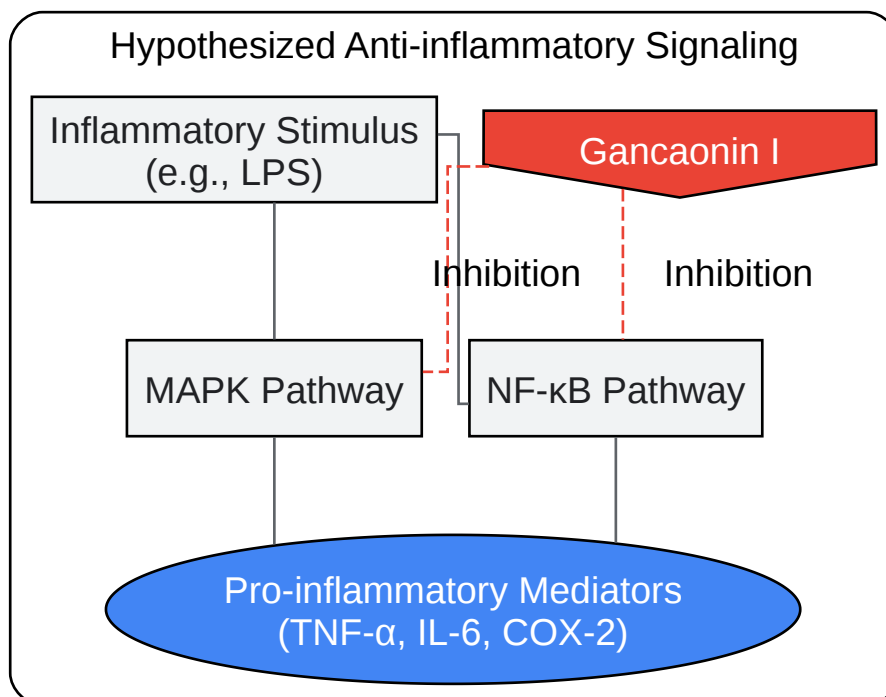 Hypothesized Anti-inflammatory Signaling
Inflammatory Stimulus
(e.g., LPS)
Gancaonin I
Inhibition
Inhibition
MAPK Pathway
NF-κB Pathway
Pro-inflammatory Mediators
(TNF-α, IL-6, COX-2)